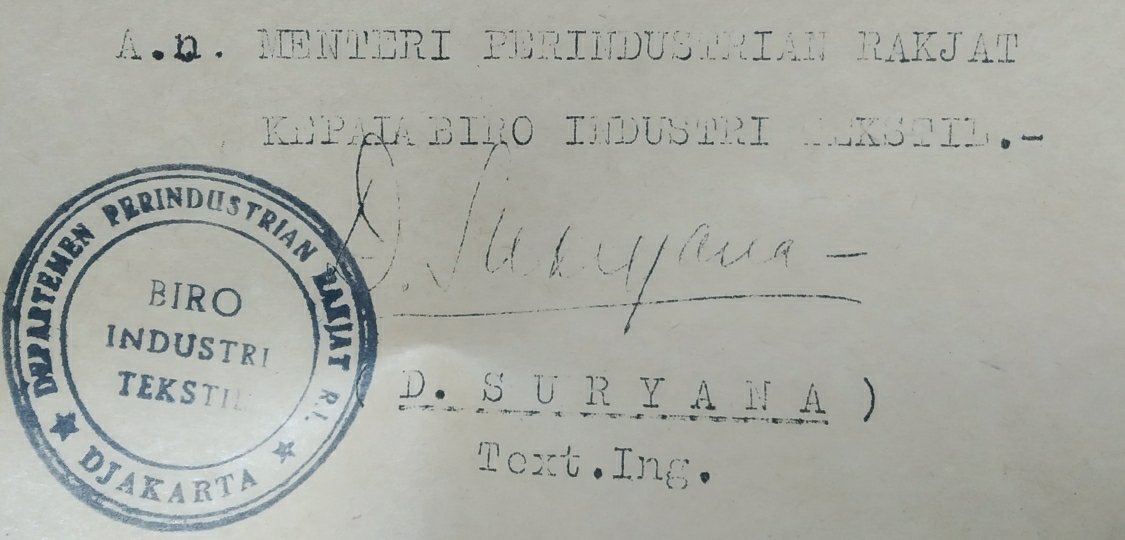 A.n. MENTERI PERINDUSTRIAN RAKJAT
KEPALA BIRO INDUSTRI TEKSTIL.-
D. Suryana -
( D. S U R Y A N A )
Text.Ing.
DEPARTEMEN PERINDUSTRIAN RAKJAT R.I.
BIRO
INDUSTRI
TEKSTIL
★ DJAKARTA ★